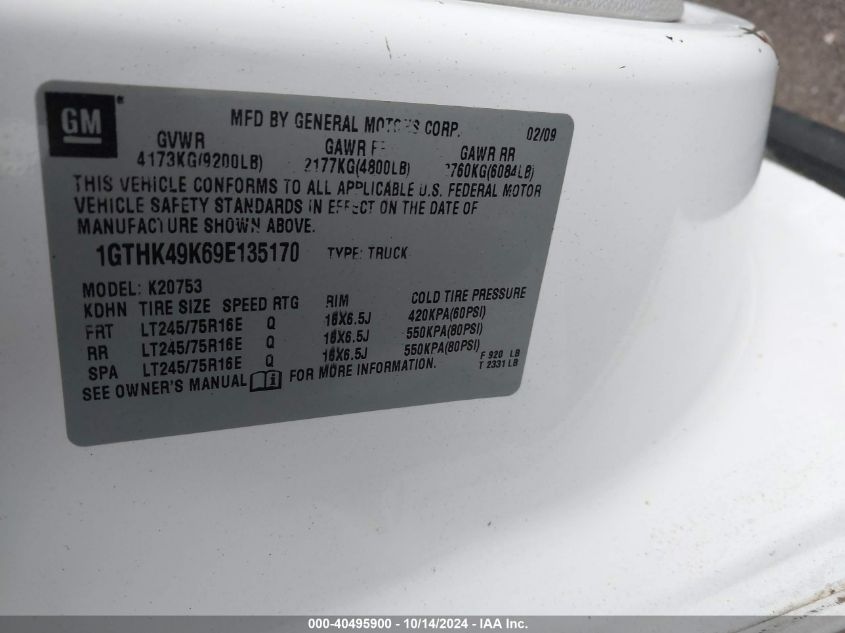 GM
MFD BY GENERAL MOTORS CORP. 02/09
GVWR GAWR GAWR RR
4173KG(9200LB) 2177KG(4800LB) 2760KG(6084LB)
THIS VEHICLE CONFORMS TO ALL APPLICABLE U.S. FEDERAL MOTOR
VEHICLE SAFETY STANDARDS IN EFFECT ON THE DATE OF
MANUFACTURE SHOWN ABOVE.
1GTHK49K69E135170 TYPE: TRUCK
MODEL: K20753
KDHN TIRE SIZE SPEED RTG RIM COLD TIRE PRESSURE
FRT LT245/75R16E Q 16X6.5J 420KPA(60PSI)
RR LT245/75R16E Q 16X6.5J 550KPA(80PSI)
SPA LT245/75R16E Q 16X6.5J 550KPA(80PSI)
SEE OWNER'S MANUAL FOR MORE INFORMATION.
F 920 LB
T 2331 LB
000-40495900 - 10/14/2024 - IAA Inc.